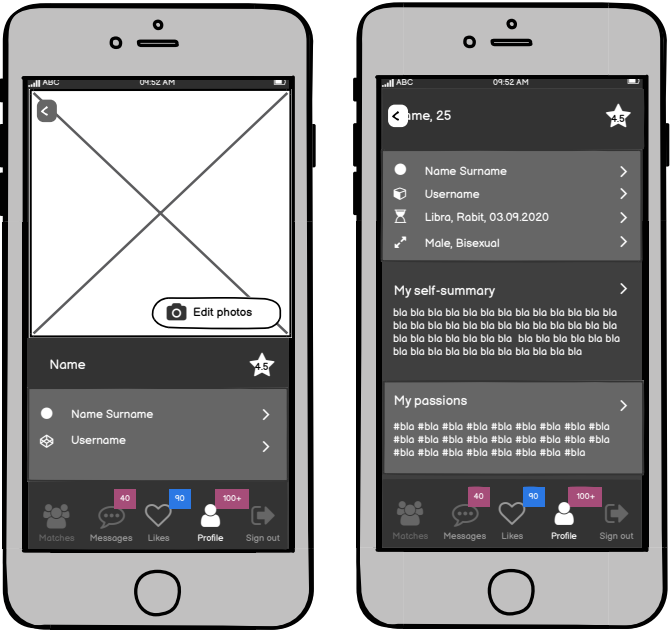 ABC 09:52 AM
Edit photos
Name
4.5
Name Surname
Username
40 90 100+
Matches Messages Likes Profile Sign out
ABC 09:52 AM
ame, 25
4.5
Name Surname
Username
Libra, Rabit, 03.09.2020
Male, Bisexual
My self-summary
bla bla bla bla bla bla bla bla bla bla bla
bla bla bla bla bla bla bla bla bla bla bla
bla bla bla bla bla bla bla bla bla bla bla
bla bla bla bla bla bla bla bla bla
My passions
#bla #bla #bla #bla #bla #bla #bla #bla #bla
#bla #bla #bla #bla #bla #bla #bla #bla #bla
#bla #bla #bla #bla #bla #bla #bla #bla
40 90 100+
Matches Messages Likes Profile Sign out